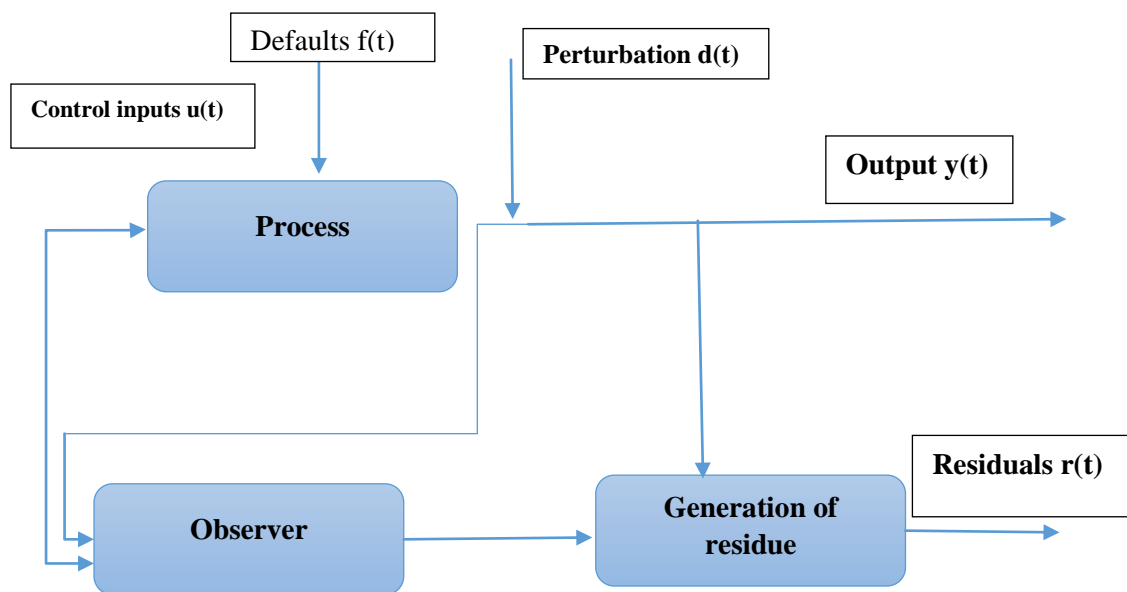 Defaults f(t)
Perturbation d(t)
Control inputs u(t)
Output y(t)
Process
Residuals r(t)
Observer
Generation of
residue